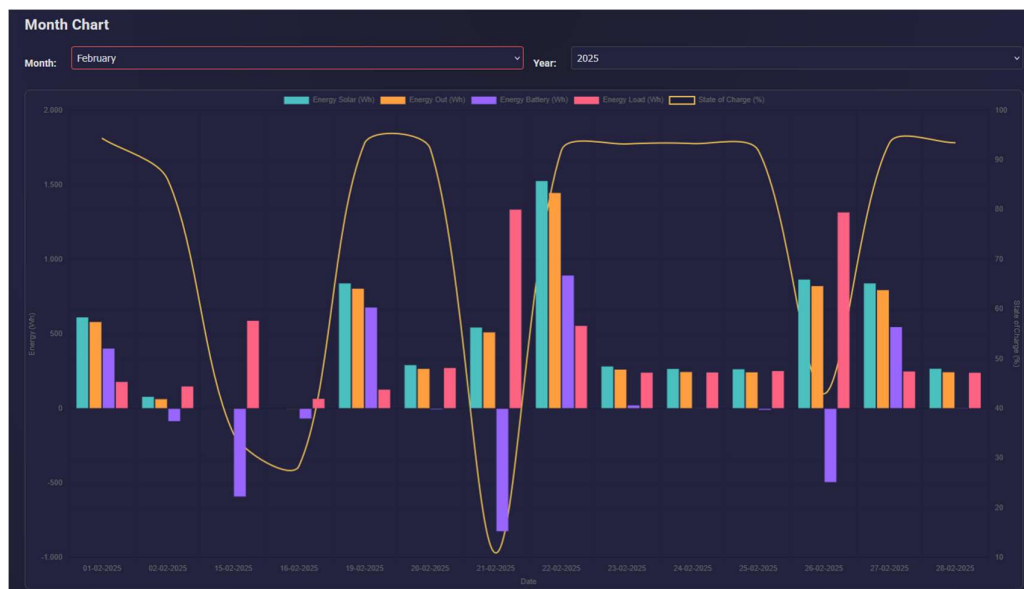 Month Chart
Month: February Year: 2025
Energy Solar (Wh) Energy Out (Wh) Energy Battery (Wh) Energy Load (Wh) State of Charge (%)
2.000 100
90
1.500
80
1.000 70
60
Energy (Wh) State of Charge (%)
500
50
0 40
30
-500
20
-1.000 10
01-02-2025 02-02-2025 15-02-2025 16-02-2025 19-02-2025 20-02-2025 21-02-2025 22-02-2025 23-02-2025 24-02-2025 25-02-2025 26-02-2025 27-02-2025 28-02-2025
Date